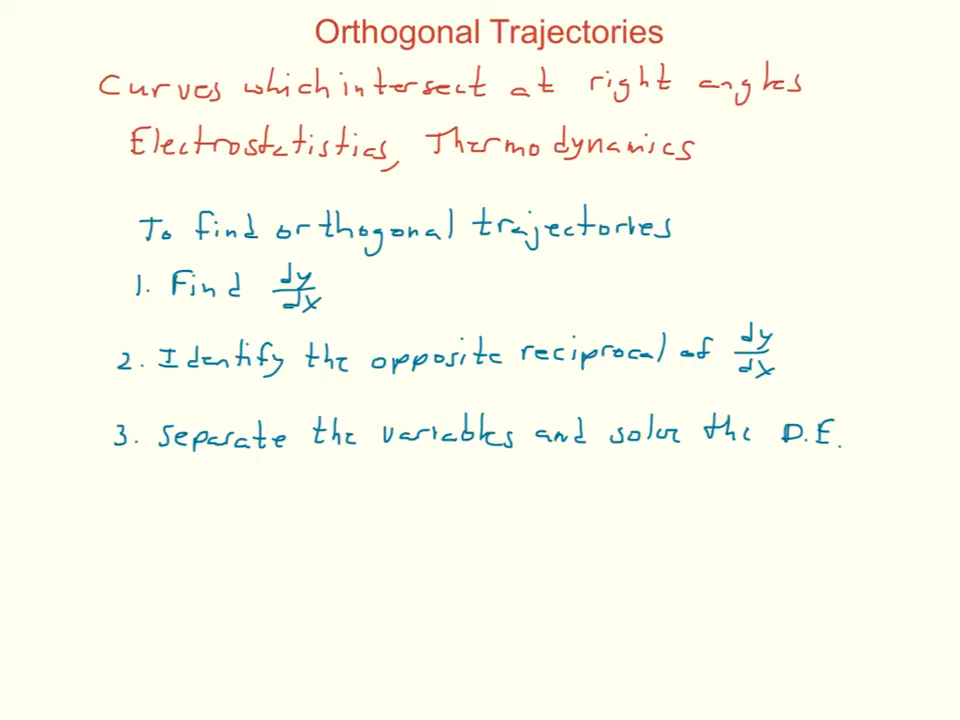 Orthogonal Trajectories
Curves which intersect at right angles
Electrostatistics, Thermodynamics
To find orthogonal trajectories
1. Find dy/dx
2. Identify the opposite reciprocal of dy/dx
3. Separate the variables and solve the D.E.